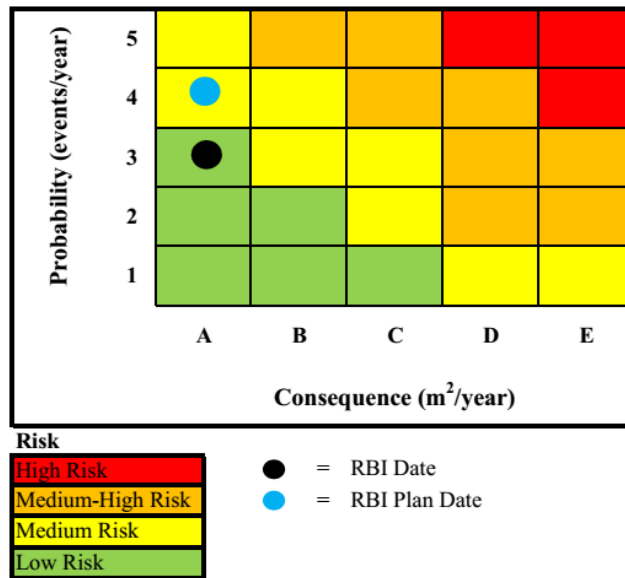 5
4
3
2
1
Probability (events/year)
A B C D E
Consequence (m²/year)
Risk
High Risk
Medium-High Risk
Medium Risk
Low Risk
= RBI Date
= RBI Plan Date